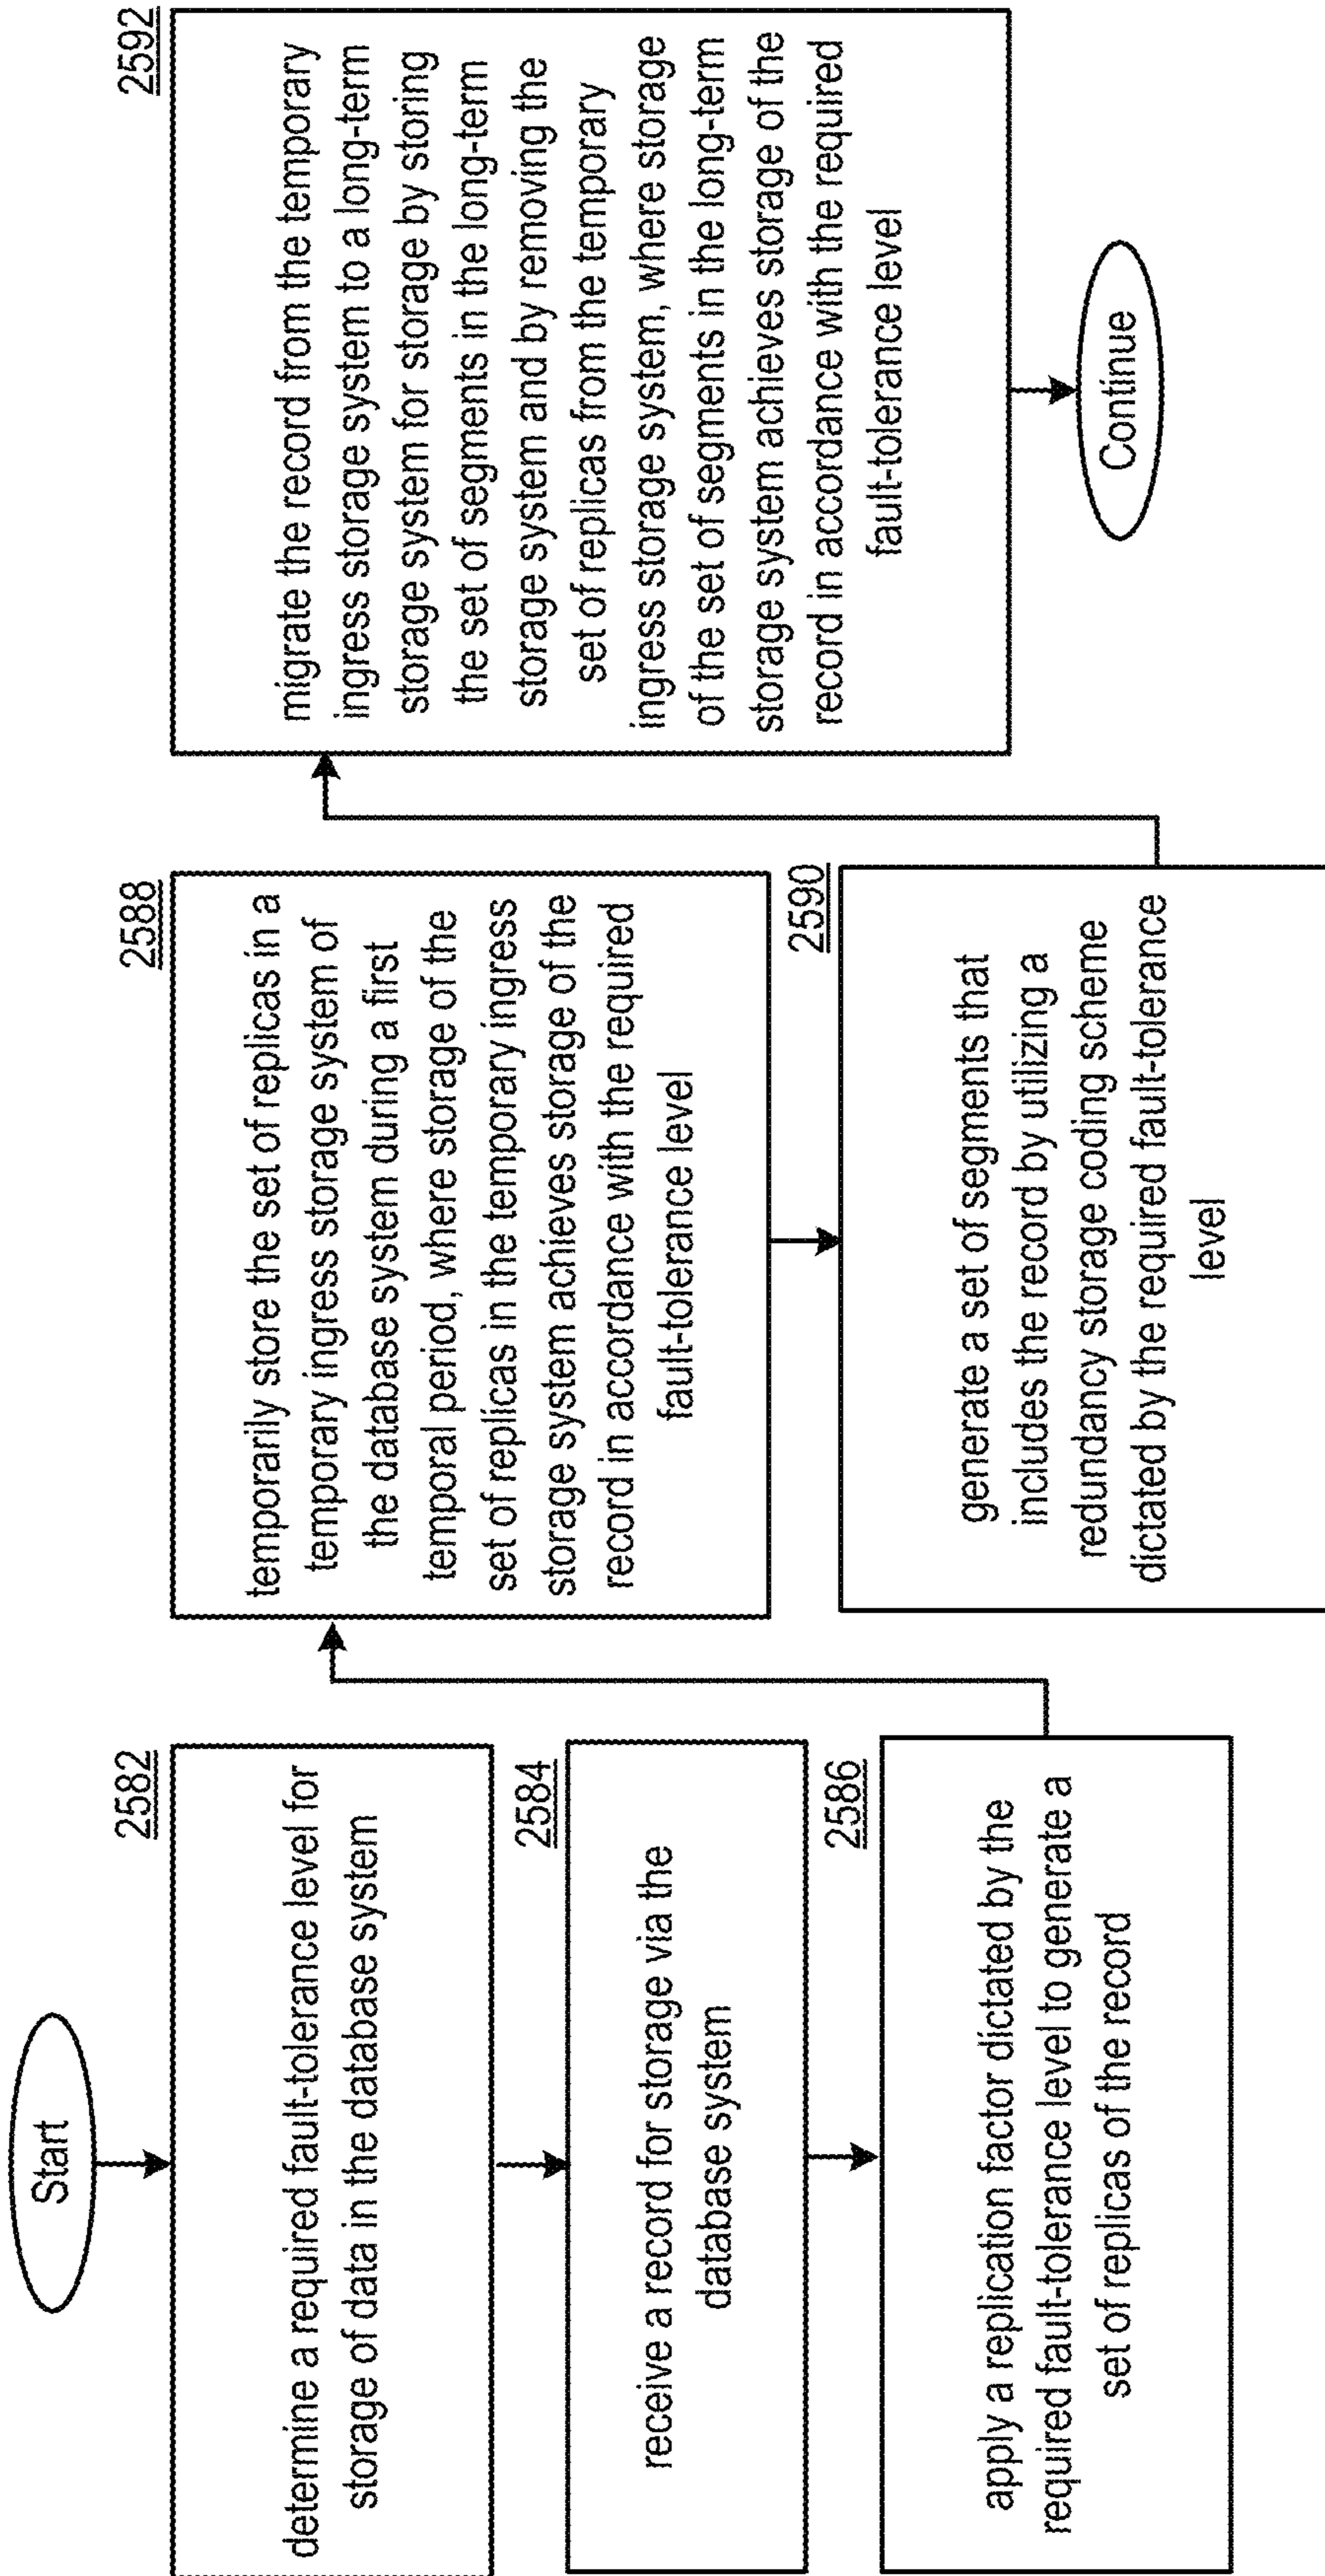 Start
2582
determine a required fault-tolerance level for
storage of data in the database system
2584
receive a record for storage via the
database system
2586
apply a replication factor dictated by the
required fault-tolerance level to generate a
set of replicas of the record
2588
temporarily store the set of replicas in a
temporary ingress storage system of
the database system during a first
temporal period, where storage of the
set of replicas in the temporary ingress
storage system achieves storage of the
record in accordance with the required
fault-tolerance level
2590
generate a set of segments that
includes the record by utilizing a
redundancy storage coding scheme
dictated by the required fault-tolerance
level
2592
migrate the record from the temporary
ingress storage system to a long-term
storage system for storage by storing
the set of segments in the long-term
storage system and by removing the
set of replicas from the temporary
ingress storage system, where storage
of the set of segments in the long-term
storage system achieves storage of the
record in accordance with the required
fault-tolerance level
Continue